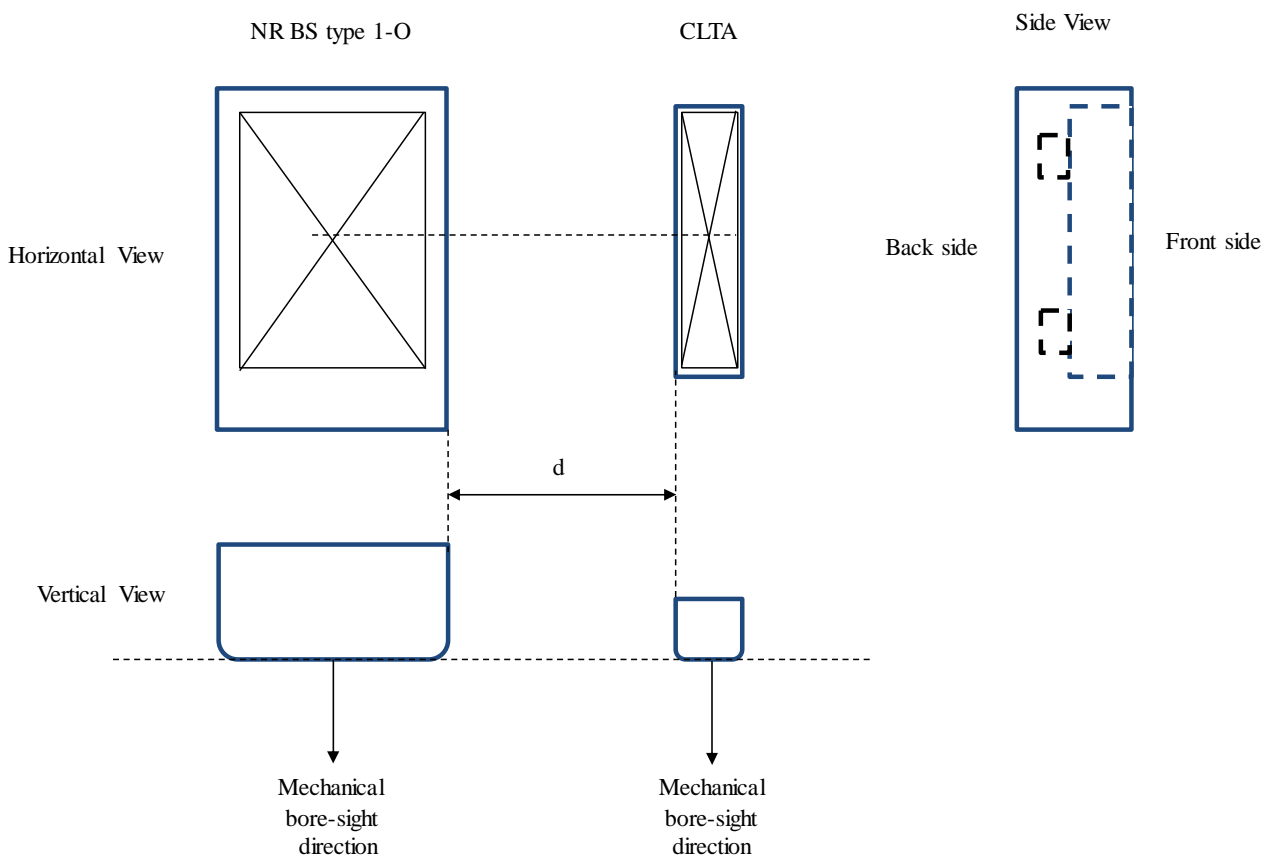 NR BS type 1-O
CLTA
Side View
Horizontal View
Back side
Front side
d
Vertical View
Mechanical
bore-sight
direction
Mechanical
bore-sight
direction